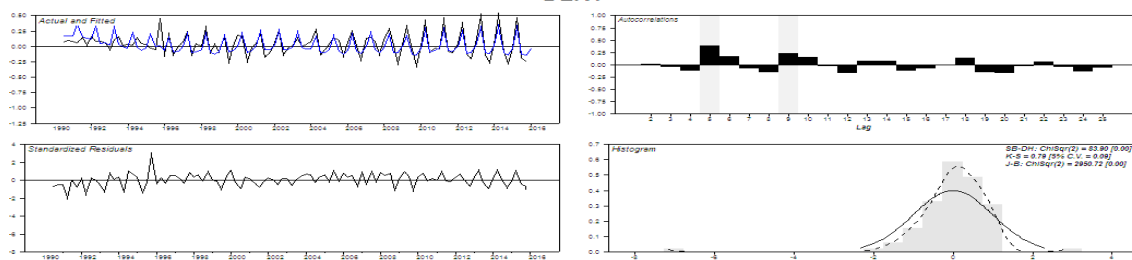 Actual and Fitted
0.50
0.25
0.00
-0.25
-0.50
-0.75
-1.00
-1.25
1990 1992 1994 1996 1998 2000 2002 2004 2006 2008 2010 2012 2014 2016
Autocorrelations
1.00
0.75
0.50
0.25
0.00
-0.25
-0.50
-0.75
-1.00
2 3 4 5 6 7 8 9 10 11 12 13 14 15 16 17 18 19 20 21 22 23 24 25
Lag
Standardized Residuals
4
2
0
-2
-4
-6
-8
1990 1992 1994 1996 1998 2000 2002 2004 2006 2008 2010 2012 2014 2016
Histogram
SB-DH: ChiSqr(2) = 83.90 [0.00]
K-S = 0.79 [5% C.V. = 0.09]
J-B: ChiSqr(2) = 2950.72 [0.00]
0.7
0.6
0.5
0.4
0.3
0.2
0.1
0.0
-8 -6 -4 -2 0 2 4